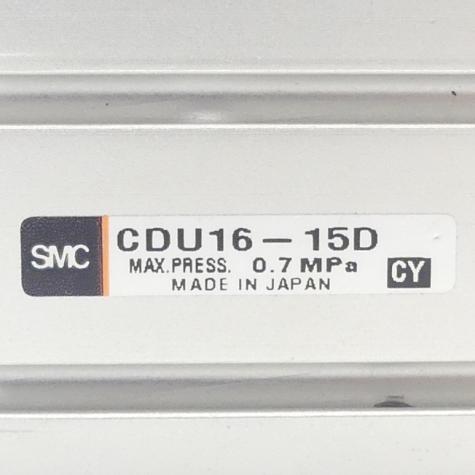 SMC
CDU16-15D
MAX.PRESS. 0.7 MPa
CY
MADE IN JAPAN